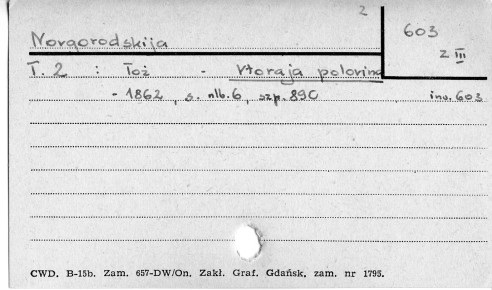 2
603
Novgorodskija
z III
T. 2 : Toż - Vtoraja polovina
- 1862, s. nlb. 6, szp. 890 inw. 603
CWD. B-15b. Zam. 657-DW/On. Zakł. Graf. Gdańsk, zam. nr 1795.